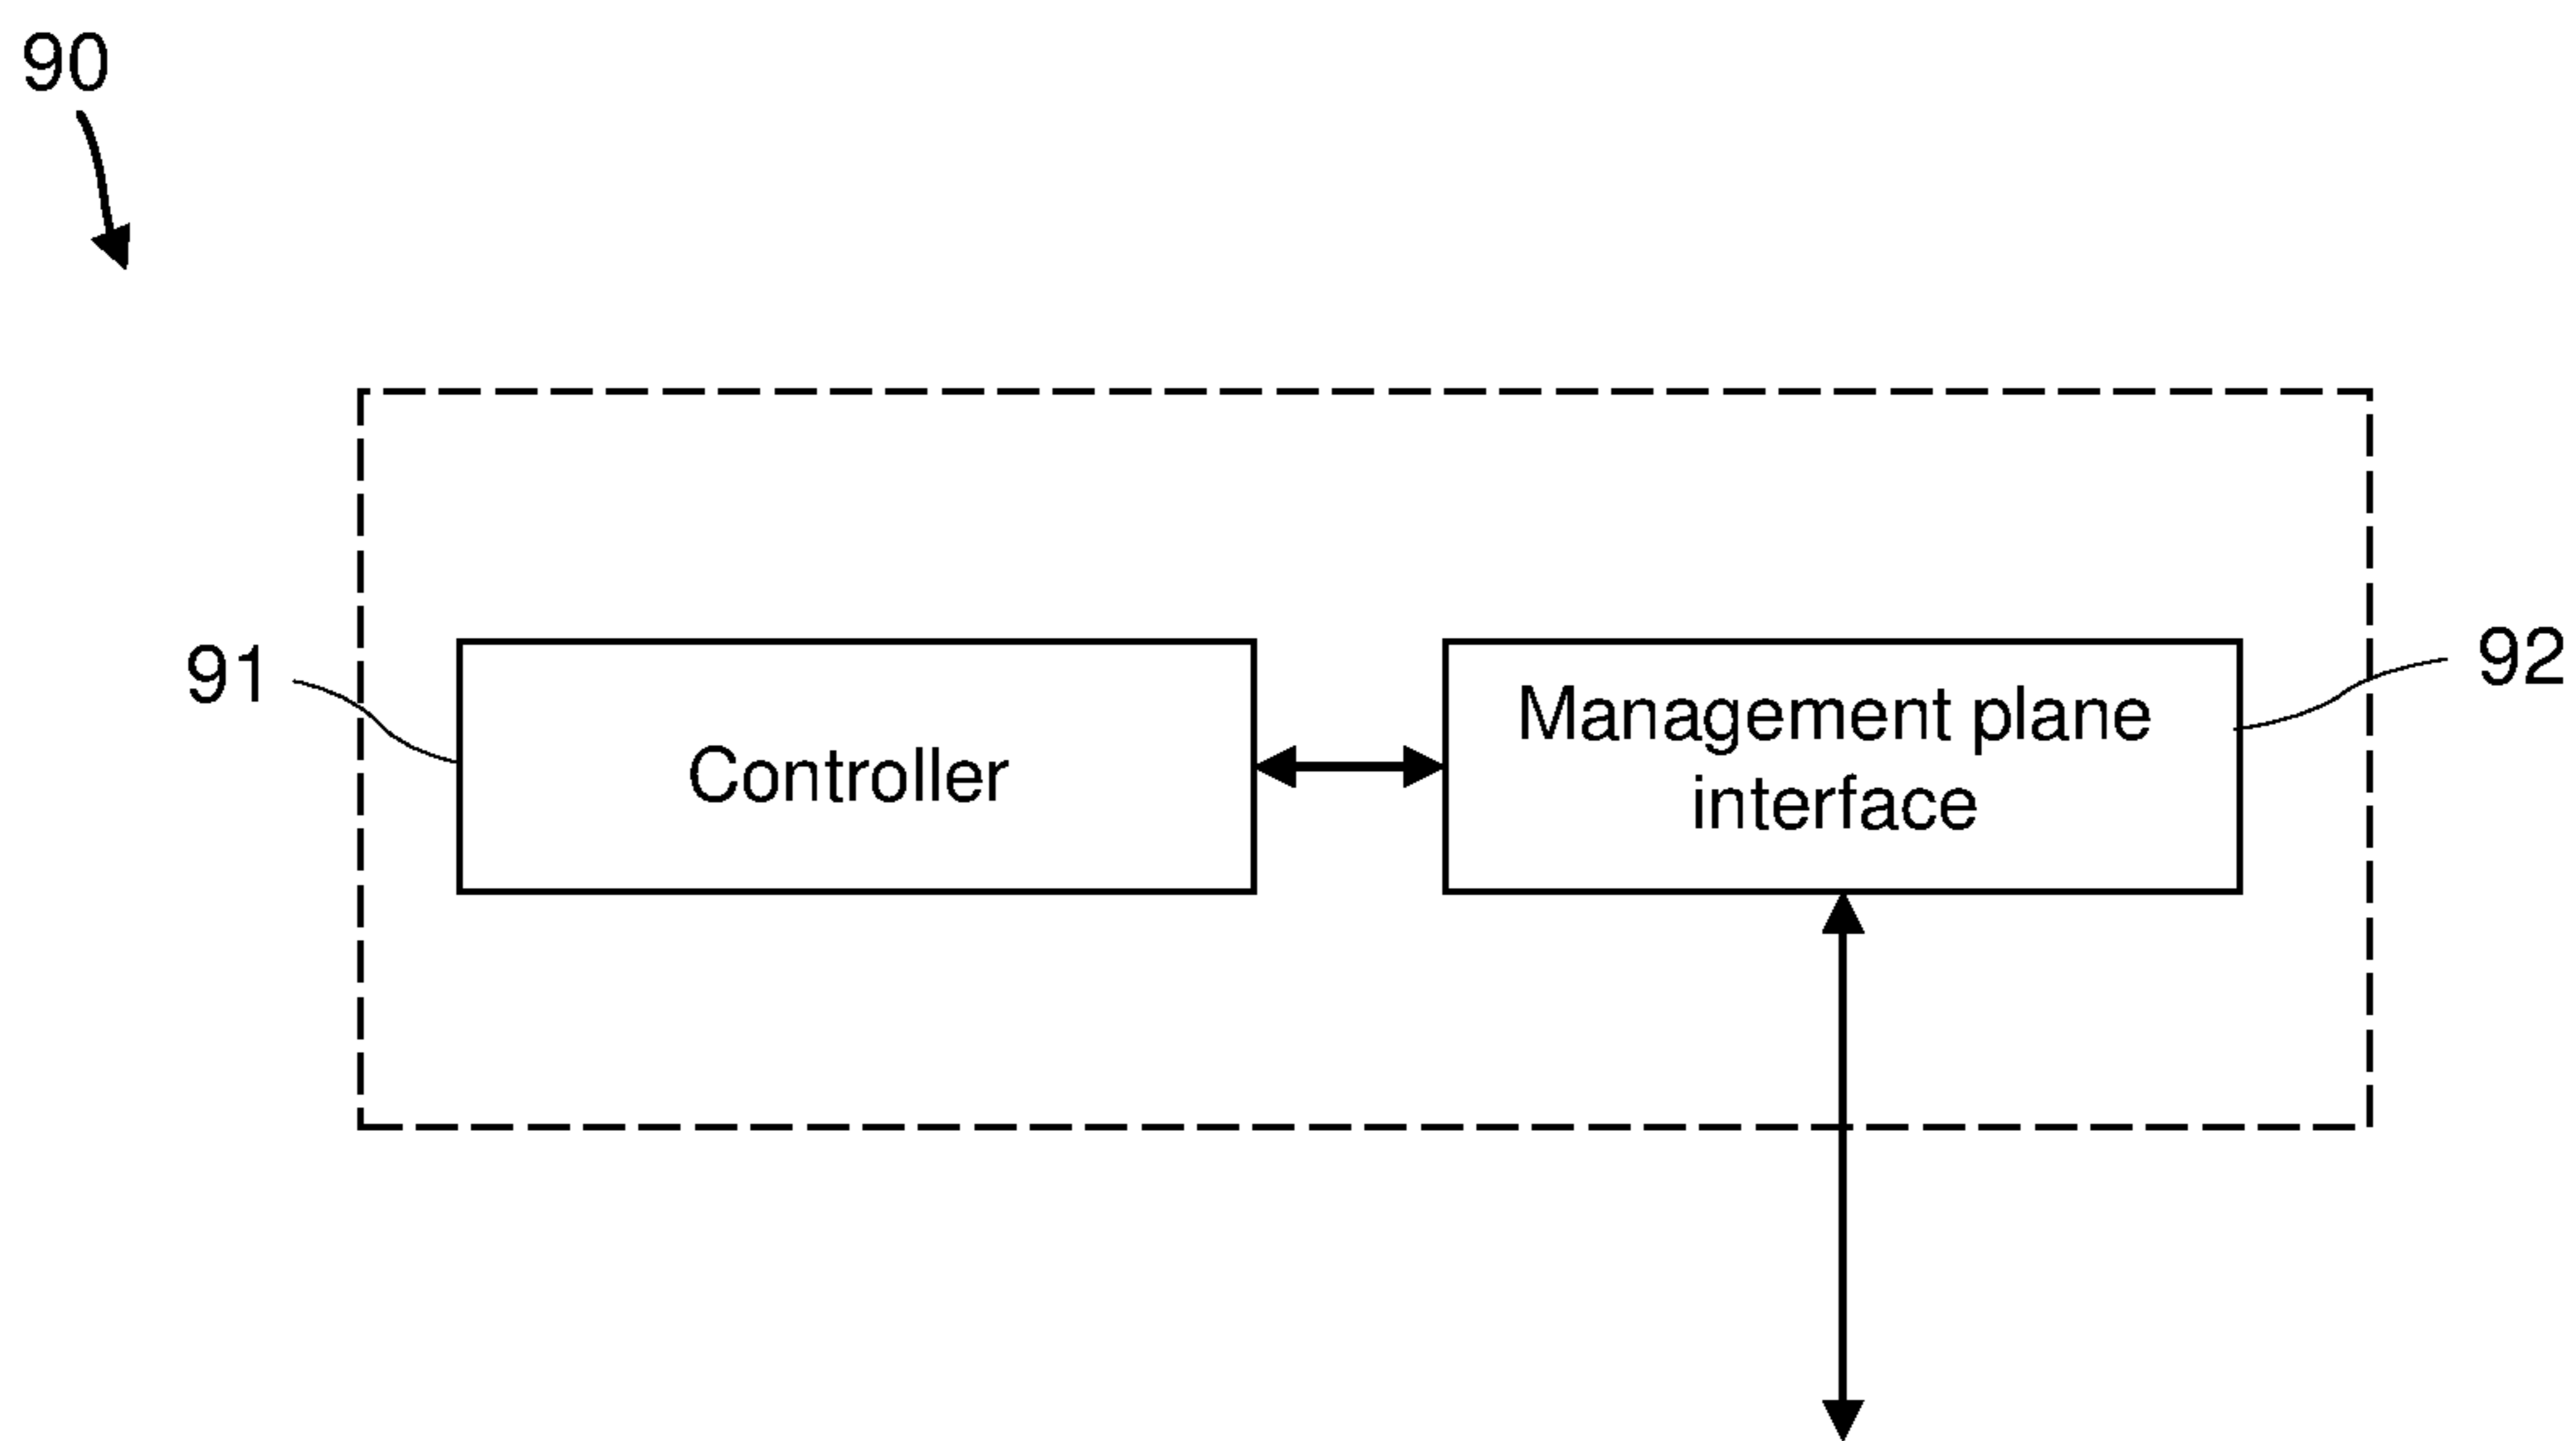 90
91
Controller
Management plane
interface
92